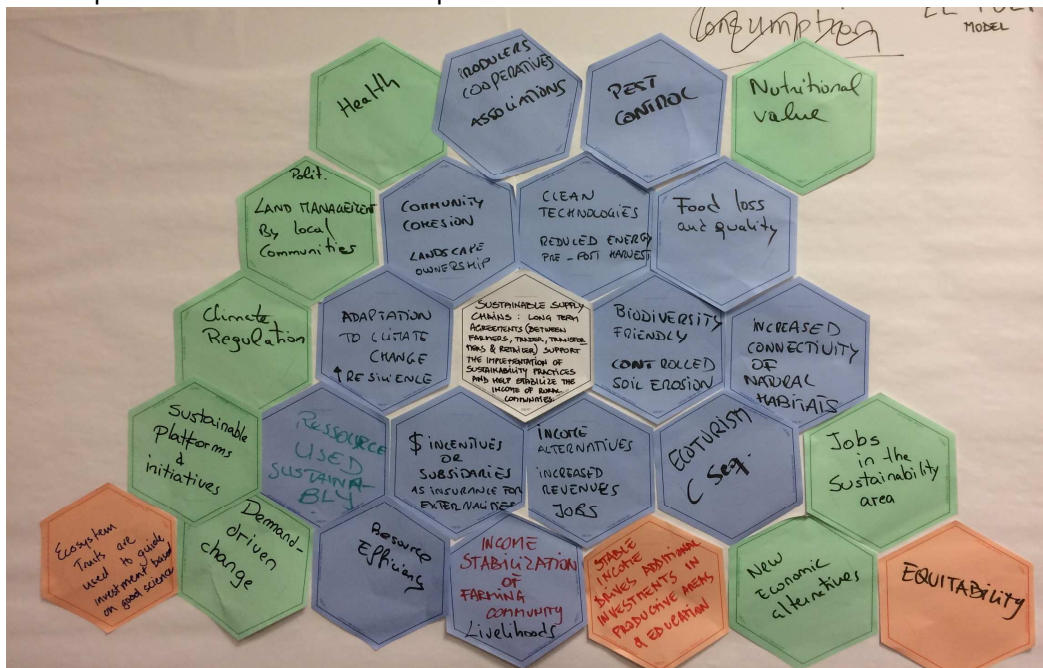 Consumption
MODEL
Health
PRODUCERS
COOPERATIVES
ASSOCIATIONS
PEST
CONTROL
Nutritional
value
Polit.
LAND MANAGEMENT
By local
Communities
COMMUNITY
COHESION
LANDSCAPE
OWNERSHIP
CLEAN
TECHNOLOGIES
REDUCED ENERGY
PRE-POST HARVEST
Food loss
and quality
Climate
Regulation
ADAPTATION
TO CLIMATE
CHANGE
↑ RESILIENCE
SUSTAINABLE SUPPLY
CHAINS: LONG TERM
AGREEMENTS (BETWEEN
FARMERS, TRADER, TRANSFOR
MERS & RETAILER) SUPPORT
THE IMPLEMENTATION OF
SUSTAINABILITY PRACTICES
AND HELP STABILIZE THE
INCOME OF RURAL
COMMUNITIES.
BIODIVERSITY
FRIENDLY
CONTROLLED
SOIL EROSION
INCREASED
CONNECTIVITY
OF
NATURAL
HABITATS
Sustainable
platforms
&
initiatives
RESSOURCE
USED
SUSTAINA-
BLY
$ INCENTIVES
OR
SUBSIDARIES
AS INSURANCE FOR
EXTERNALITIES
INCOME
ALTERNATIVES
INCREASED
REVENUES
JOBS
ECOTURISM
C Seq.
Jobs
in the
Sustainability
area
Ecosystem
Trusts are
used to guide
investment based
on good science
Demand-
driven
change
Resource
Efficiency
INCOME
STABILIZATION
OF
FARMING
COMMUNITY
Livelihoods
STABLE
INCOME
DRIVES ADDITIONAL
INVESTMENTS IN
PRODUCTIVE AREAS
& EDUCATION
New
Economic
alternatives
EQUITABILITY